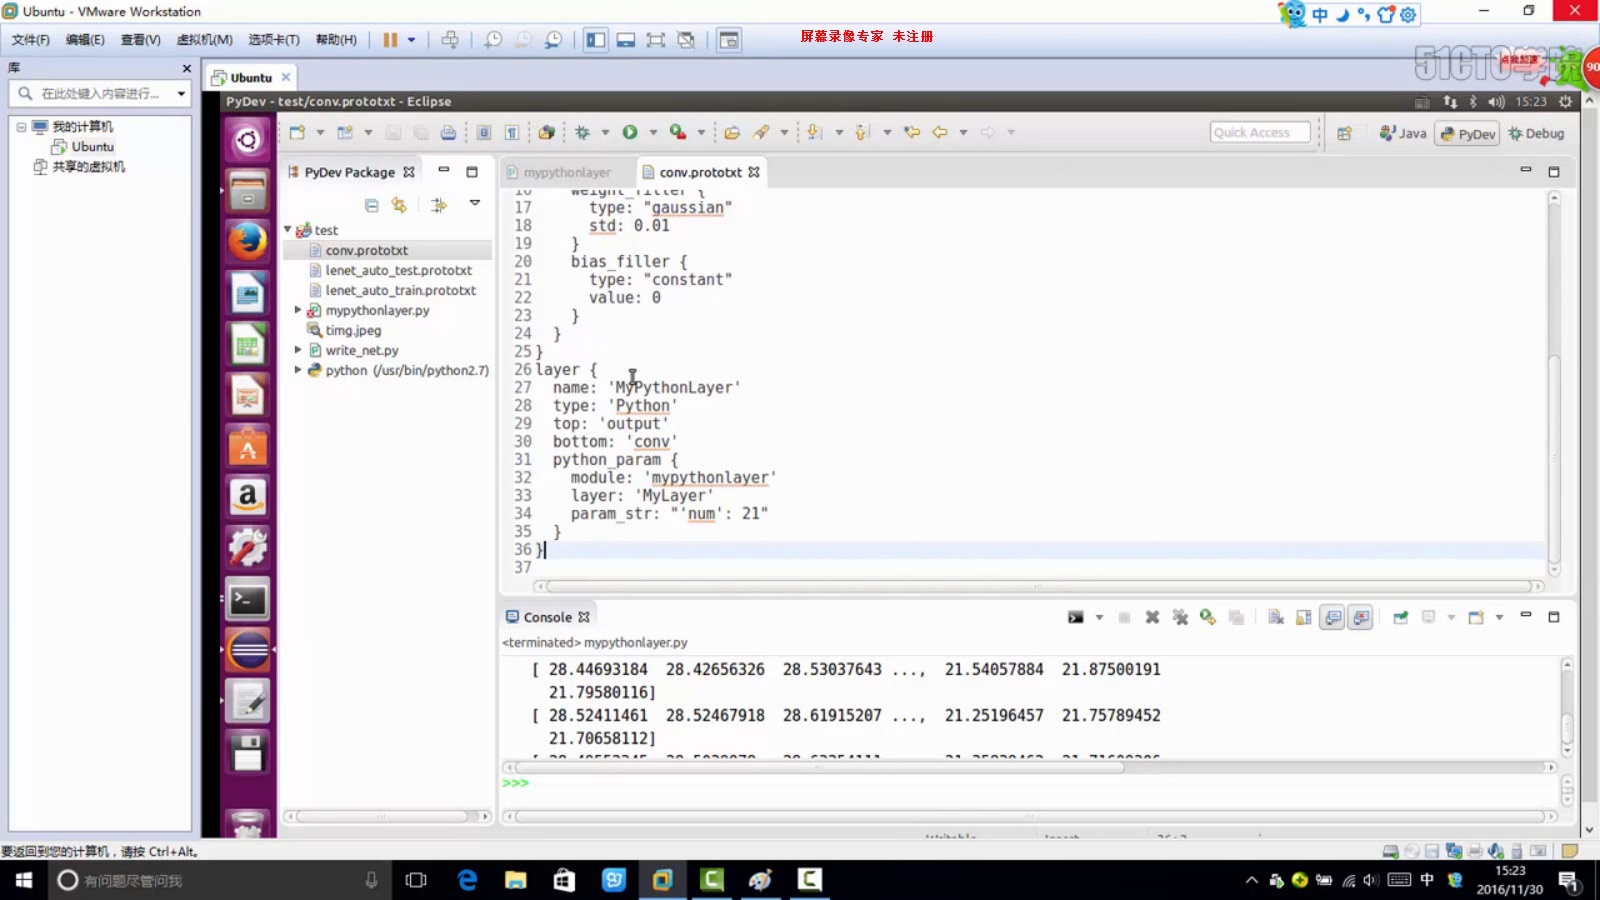 Ubuntu - VMware Workstation
中
文件(F) 编辑(E) 查看(V) 虚拟机(M) 选项卡(T) 帮助(H)
屏幕录像专家 未注册
51CTO学院
点我加速
90
库
在此处键入内容进行...
我的计算机
Ubuntu
共享的虚拟机
Ubuntu
PyDev - test/conv.prototxt - Eclipse
15:23
Quick Access
Java
PyDev
Debug
PyDev Package
mypythonlayer
conv.prototxt
test
conv.prototxt
lenet_auto_test.prototxt
lenet_auto_train.prototxt
mypythonlayer.py
timg.jpeg
write_net.py
python (/usr/bin/python2.7)
16 weight_filler {
17 type: "gaussian"
18 std: 0.01
19 }
20 bias_filler {
21 type: "constant"
22 value: 0
23 }
24 }
25 }
26 layer {
27 name: 'MyPythonLayer'
28 type: 'Python'
29 top: 'output'
30 bottom: 'conv'
31 python_param {
32 module: 'mypythonlayer'
33 layer: 'MyLayer'
34 param_str: "'num': 21"
35 }
36 }
37
Console
<terminated> mypythonlayer.py
[ 28.44693184 28.42656326 28.53037643 ..., 21.54057884 21.87500191
21.79580116]
[ 28.52411461 28.52467918 28.61915207 ..., 21.25196457 21.75789452
21.70658112]
>>>
要返回到您的计算机，请按 Ctrl+Alt。
有问题尽管问我
中
15:23
2016/11/30
1